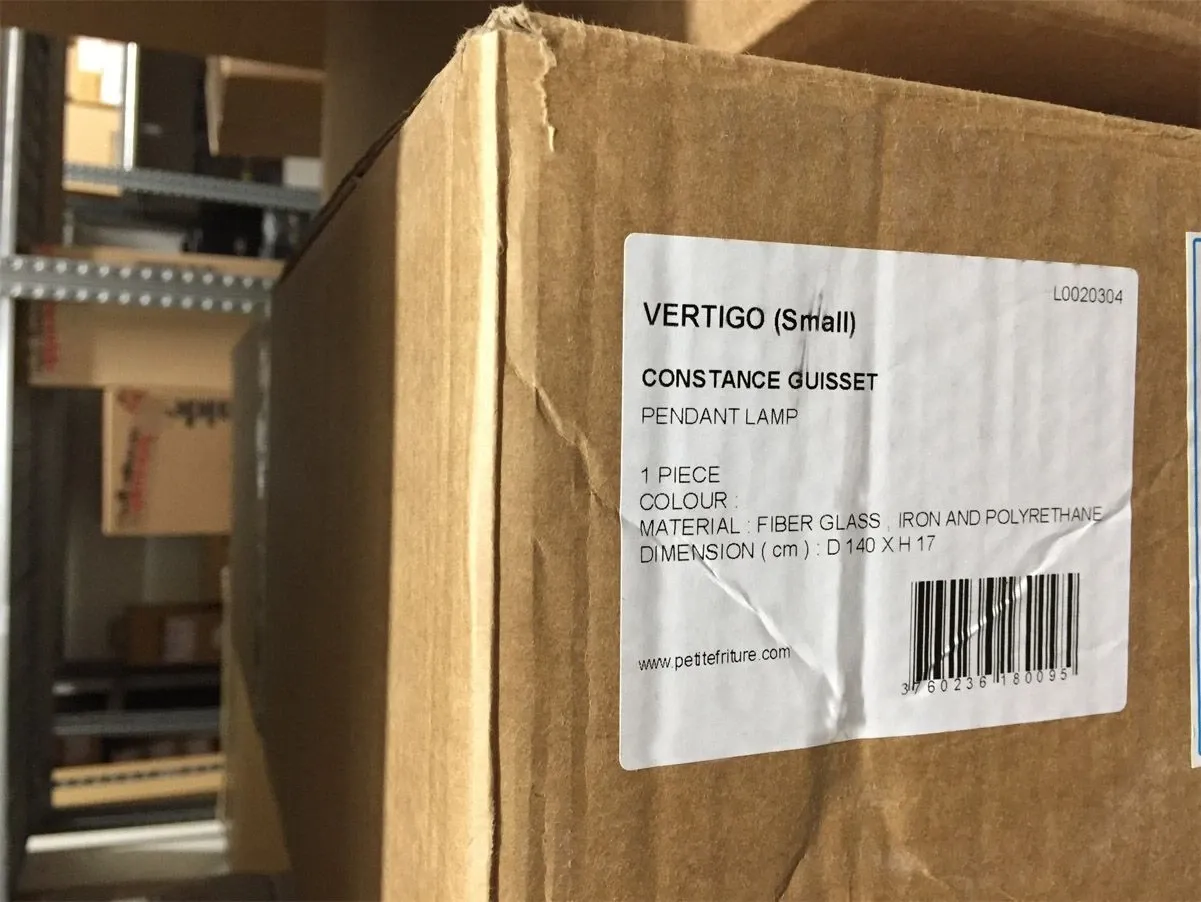 L0020304
VERTIGO (Small)
CONSTANCE GUISSET
PENDANT LAMP
1 PIECE
COLOUR :
MATERIAL : FIBER GLASS , IRON AND POLYRETHANE
DIMENSION ( cm ) : D 140 X H 17
www.petitefriture.com
3760236180095